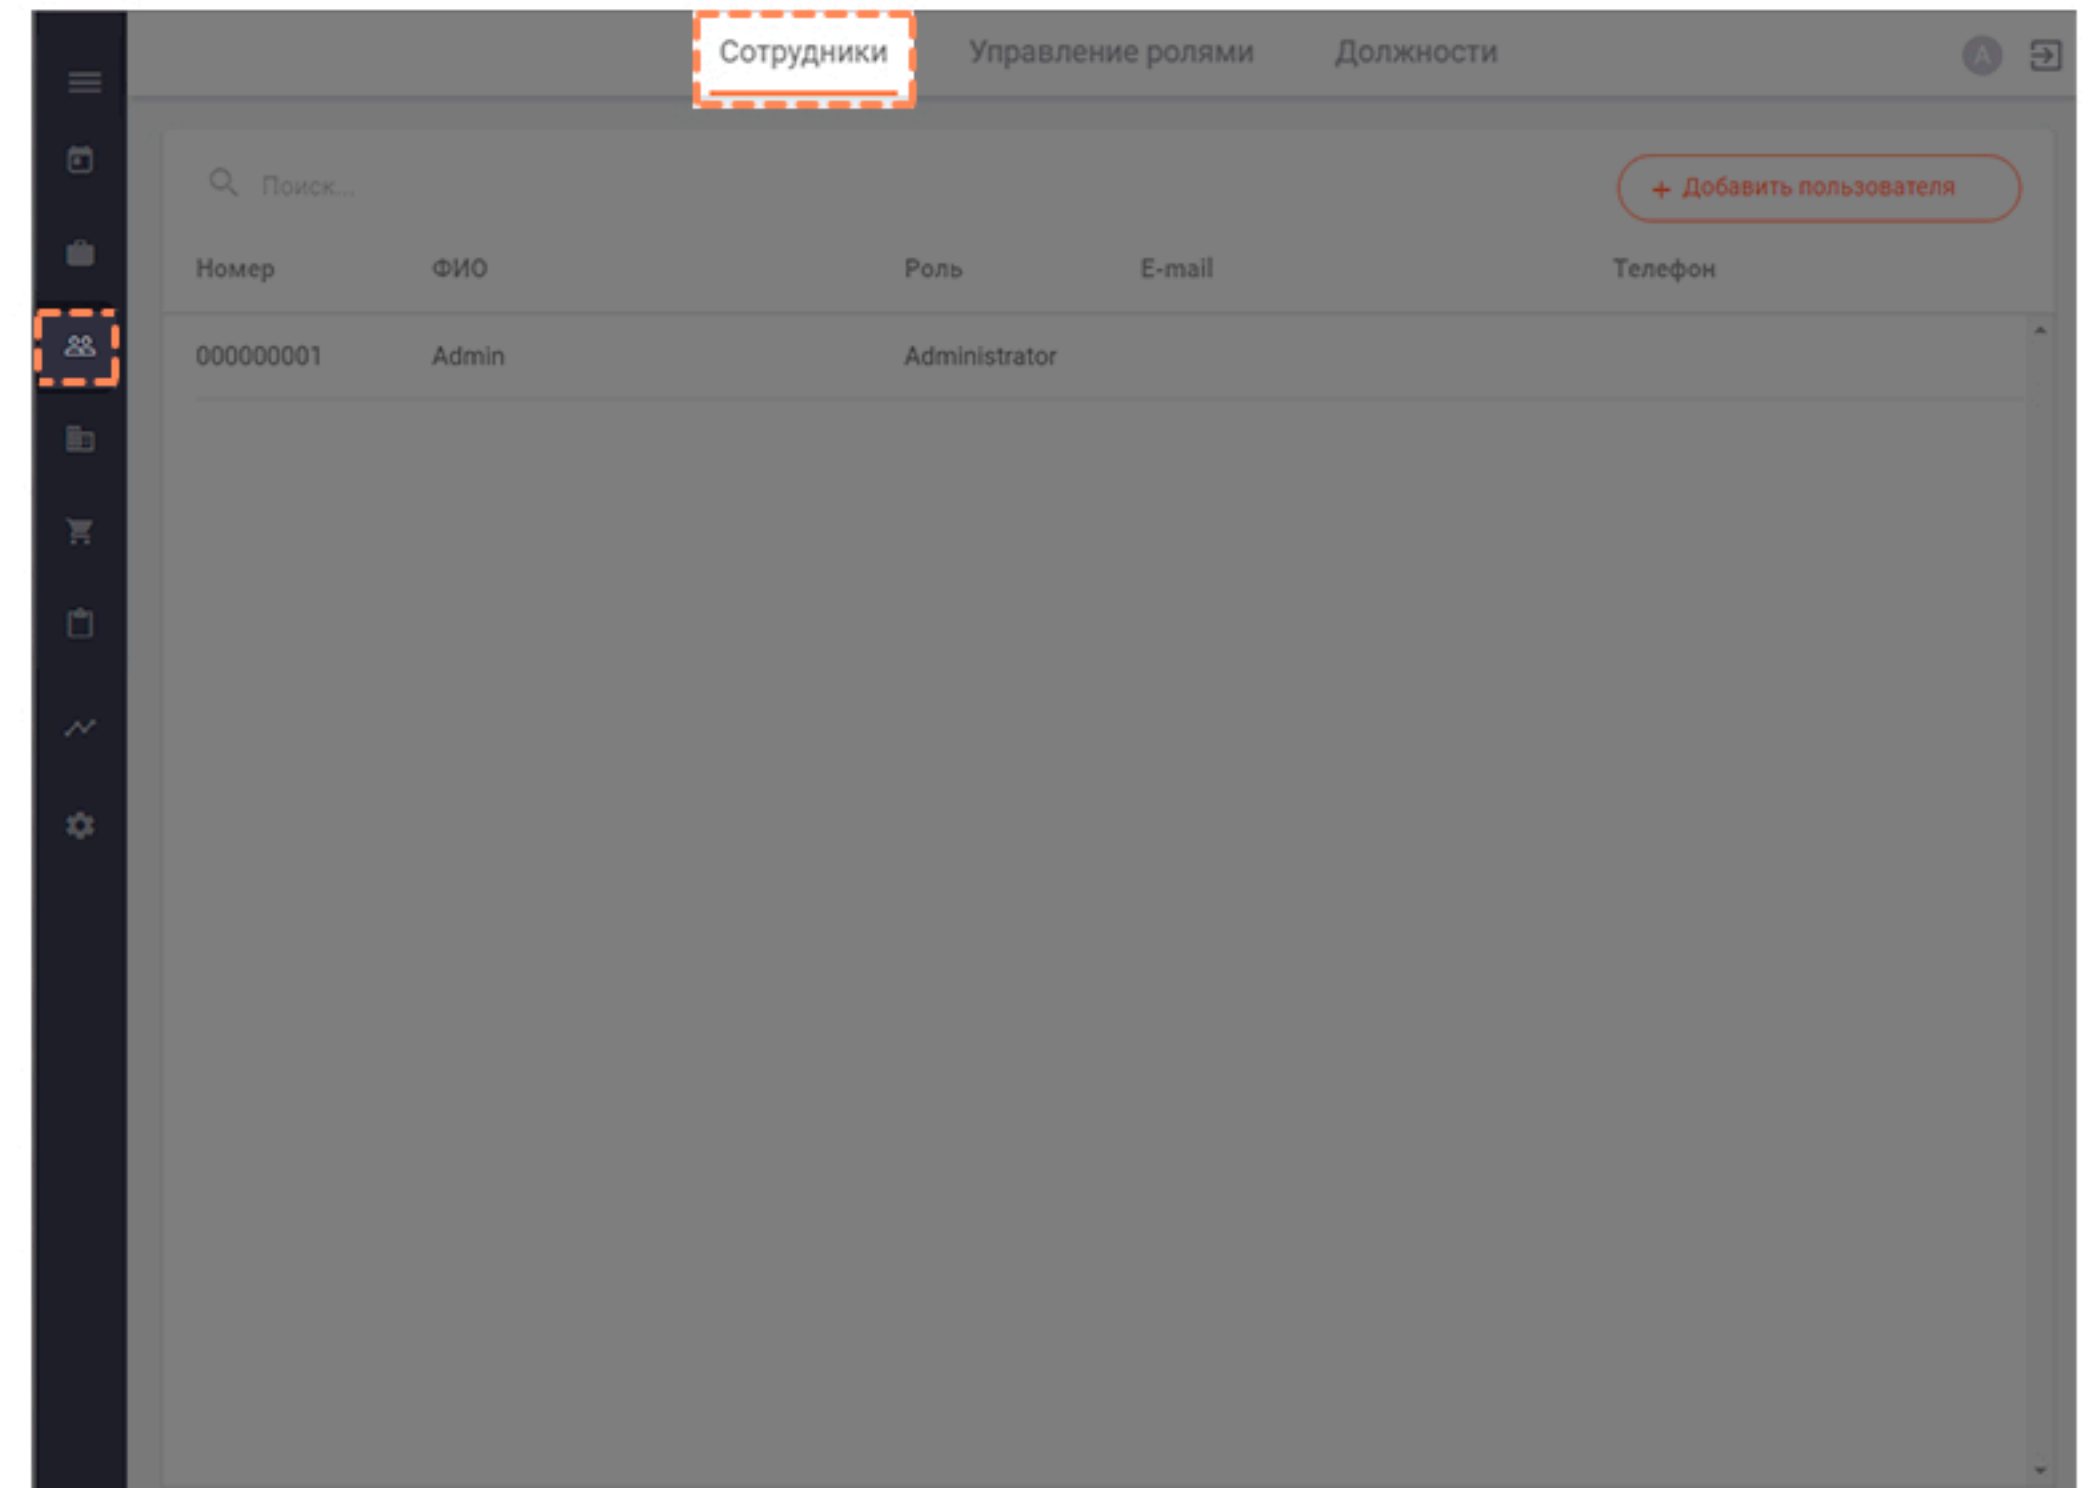 Сотрудники Управление ролями Должности A
Поиск... + Добавить пользователя
Номер ФИО Роль E-mail Телефон
000000001 Admin Administrator